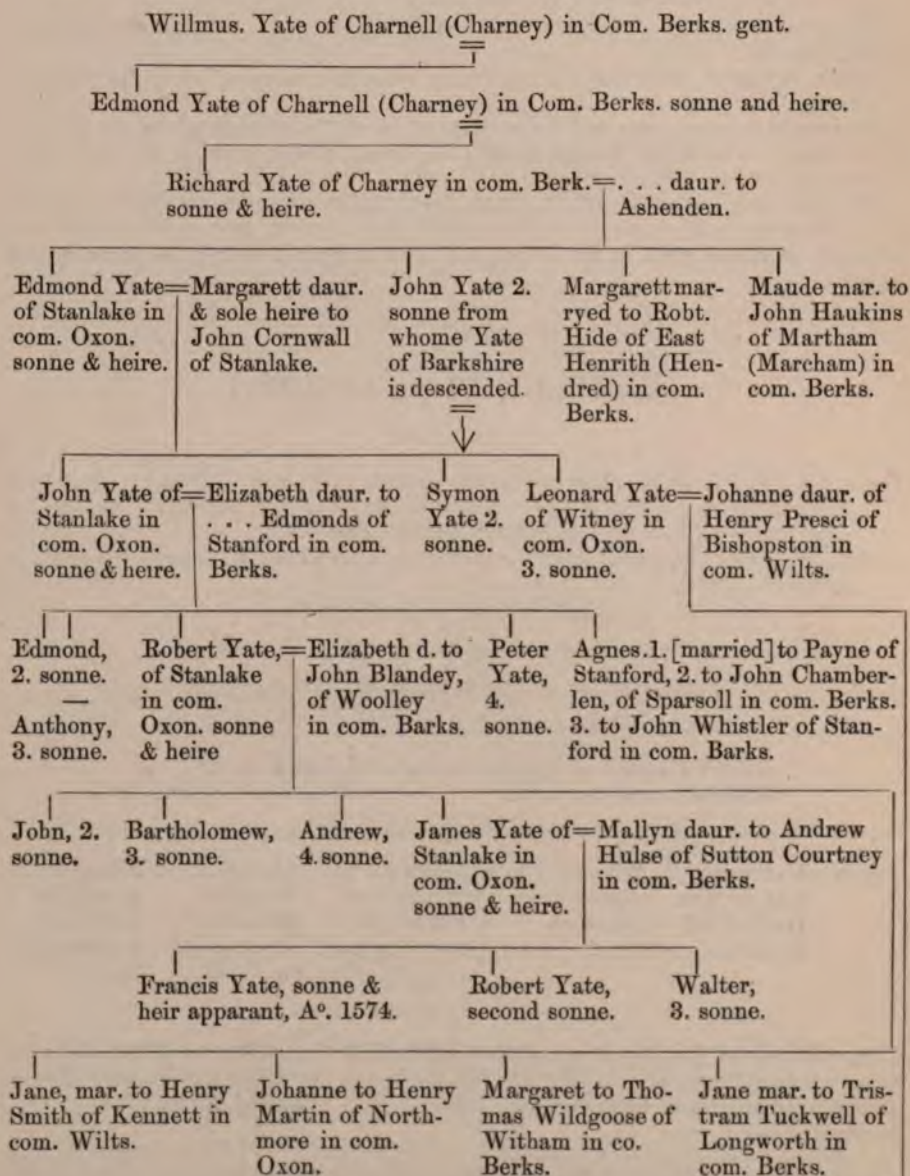 Willmus. Yate of Charnell (Charney) in Com. Berks. gent.
Edmond Yate of Charnell (Charney) in Com. Berks. sonne and heire.
Richard Yate of Charney in com. Berk.=. . . daur. to
sonne & heire.
Ashenden.
Edmond Yate=
of Stanlake in
com. Oxon.
sonne & heire.
Margarett daur.
& sole heire to
John Cornwall
of Stanlake.
John Yate 2.
sonne from
whome Yate
of Barkshire
is descended.
Margarett mar-
ryed to Robt.
Hide of East
Henrith (Hen-
dred) in com.
Berks.
Maude mar. to
John Haukins
of Martham
(Marcham) in
com. Berks.
John Yate of=
Stanlake in
com. Oxon.
sonne & heire.
Elizabeth daur. to
. . . Edmonds of
Stanford in com.
Berks.
Symon
Yate 2.
sonne.
Leonard Yate=
of Witney in
com. Oxon.
3. sonne.
Johanne daur. of
Henry Presci of
Bishopston in
com. Wilts.
Edmond,
2. sonne.
—
Anthony,
3. sonne.
Robert Yate,=
of Stanlake
in com.
Oxon. sonne
& heire
Elizabeth d. to
John Blandey,
of Woolley
in com. Barks.
Peter
Yate,
4.
sonne.
Agnes.1. [married] to Payne of
Stanford, 2. to John Chamber-
len, of Sparsoll in com. Berks.
3. to John Whistler of Stan-
ford in com. Barks.
John, 2.
sonne.
Bartholomew,
3. sonne.
Andrew,
4. sonne.
James Yate of=
Stanlake in
com. Oxon.
sonne & heire.
Mallyn daur. to Andrew
Hulse of Sutton Courtney
in com. Berks.
Francis Yate, sonne &
heir apparant, Aº. 1574.
Robert Yate,
second sonne.
Walter,
3. sonne.
Jane, mar. to Henry
Smith of Kennett in
com. Wilts.
Johanne to Henry
Martin of North-
more in com.
Oxon.
Margaret to Tho-
mas Wildgoose of
Witham in co.
Berks.
Jane mar. to Tris-
tram Tuckwell of
Longworth in
com. Berks.